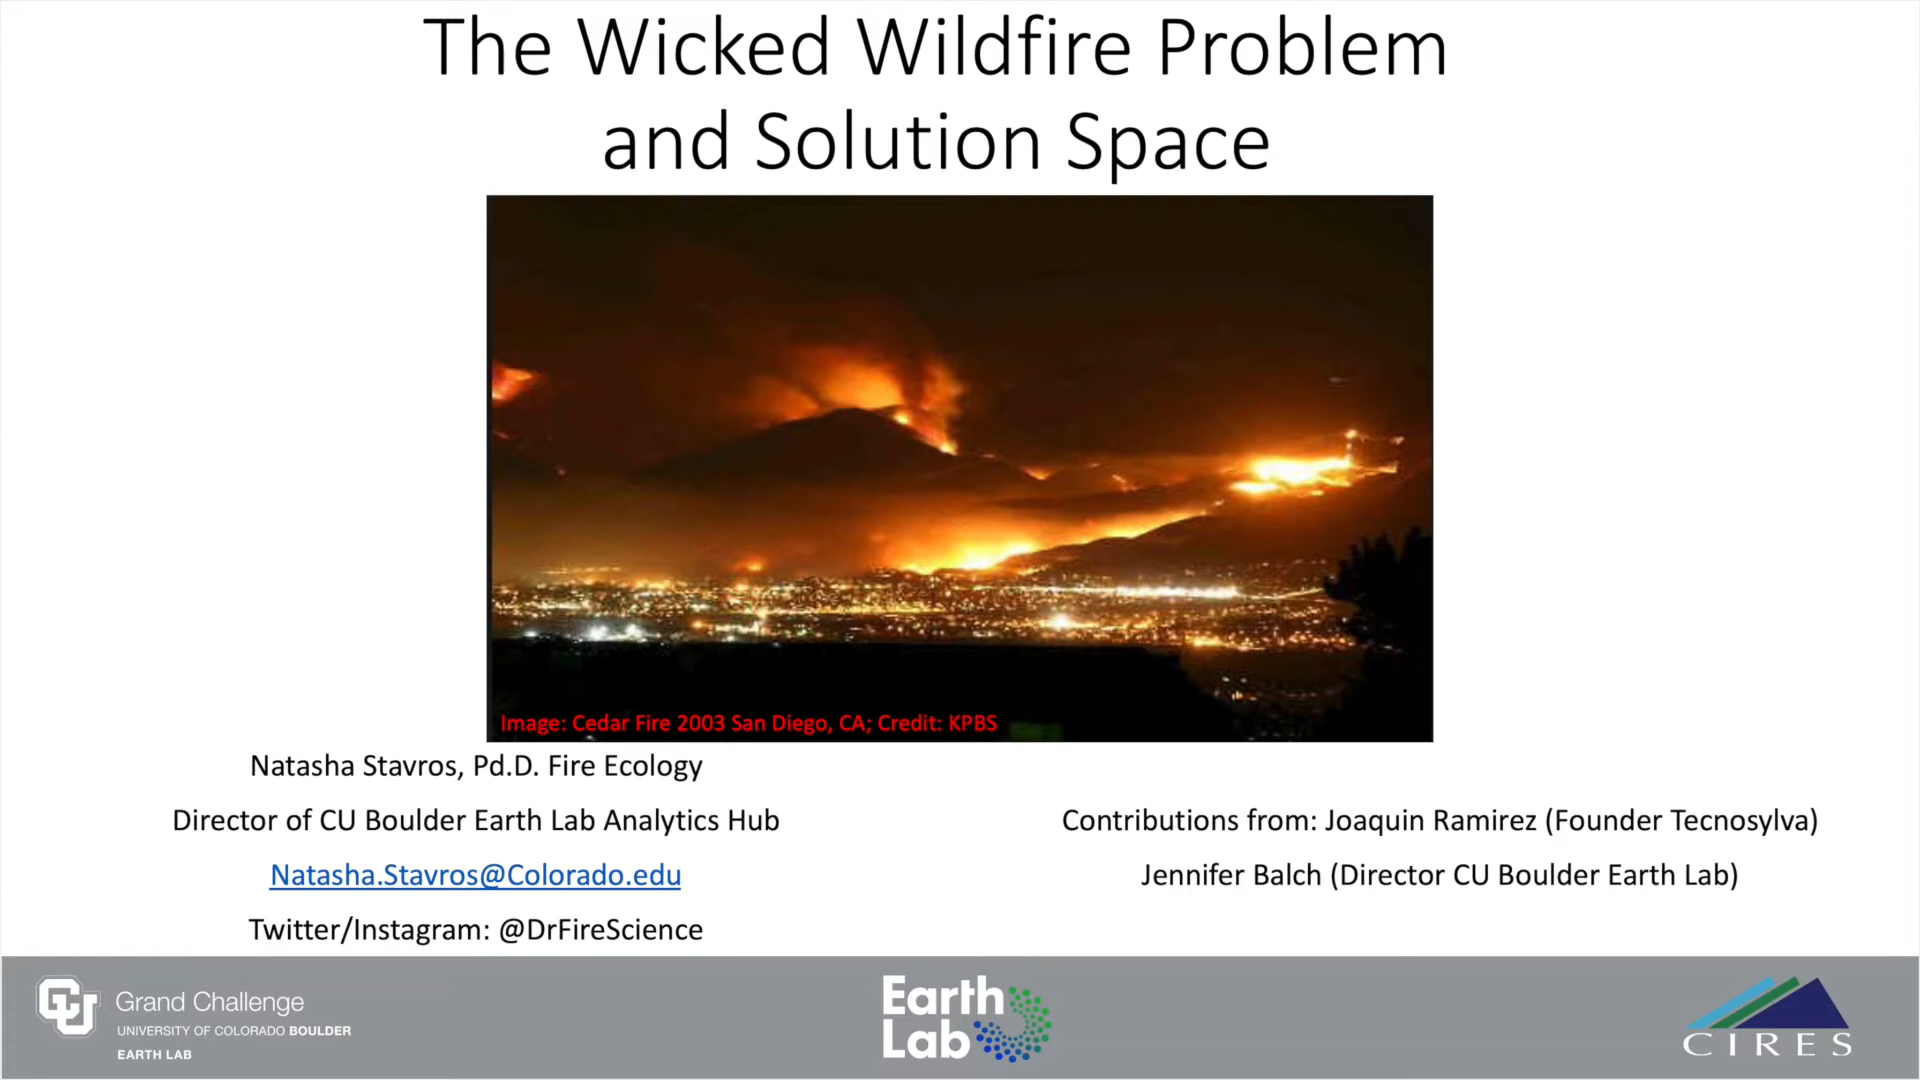 The Wicked Wildfire Problem
and Solution Space
Image: Cedar Fire 2003 San Diego, CA; Credit: KPBS
Natasha Stavros, Pd.D. Fire Ecology
Director of CU Boulder Earth Lab Analytics Hub
Natasha.Stavros@Colorado.edu
Twitter/Instagram: @DrFireScience
Contributions from: Joaquin Ramirez (Founder Tecnosylva)
Jennifer Balch (Director CU Boulder Earth Lab)
CU
Grand Challenge
UNIVERSITY OF COLORADO BOULDER
EARTH LAB
Earth
Lab
CIRES